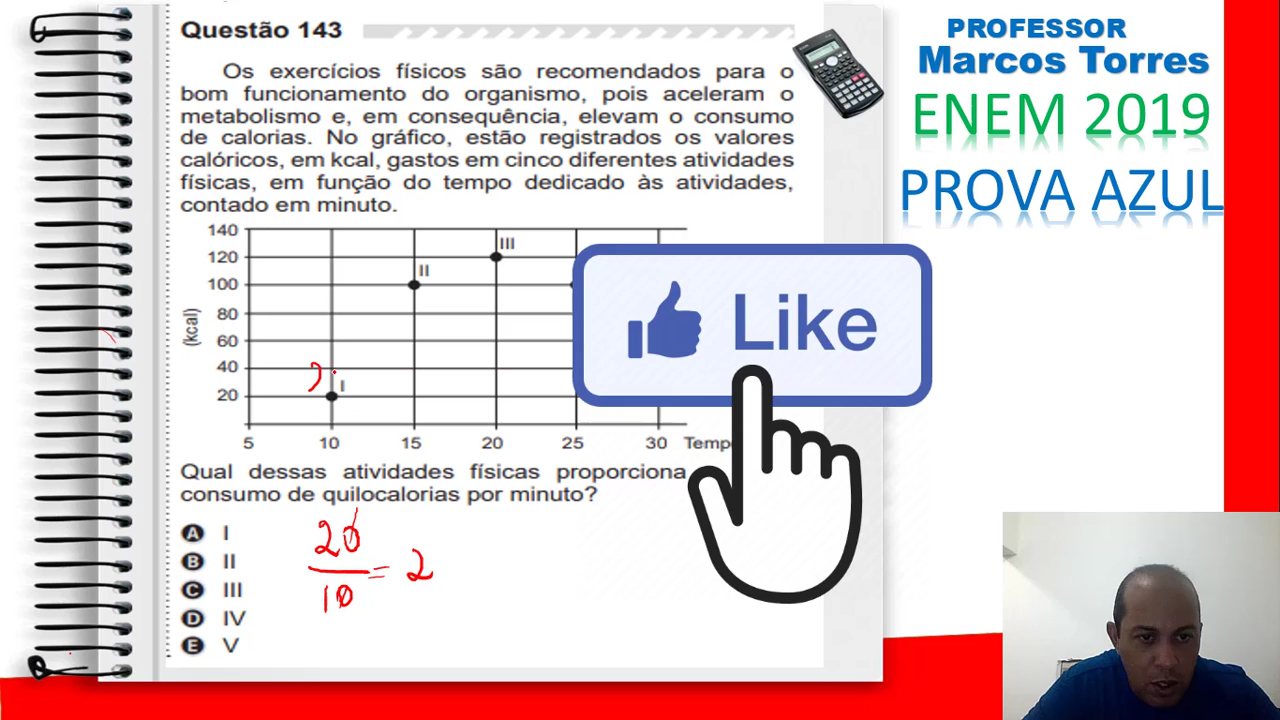 Questão 143
Os exercícios físicos são recomendados para o
bom funcionamento do organismo, pois aceleram o
metabolismo e, em consequência, elevam o consumo
de calorias. No gráfico, estão registrados os valores
calóricos, em kcal, gastos em cinco diferentes atividades
físicas, em função do tempo dedicado às atividades,
contado em minuto.
140
120
100
80
60
40
20
(kcal)
I
II
III
5 10 15 20 25 30 Tempo
Qual dessas atividades físicas proporciona
consumo de quilocalorias por minuto?
A I
B II
C III
D IV
E V
20
10
= 2
Like
PROFESSOR
Marcos Torres
ENEM 2019
PROVA AZUL